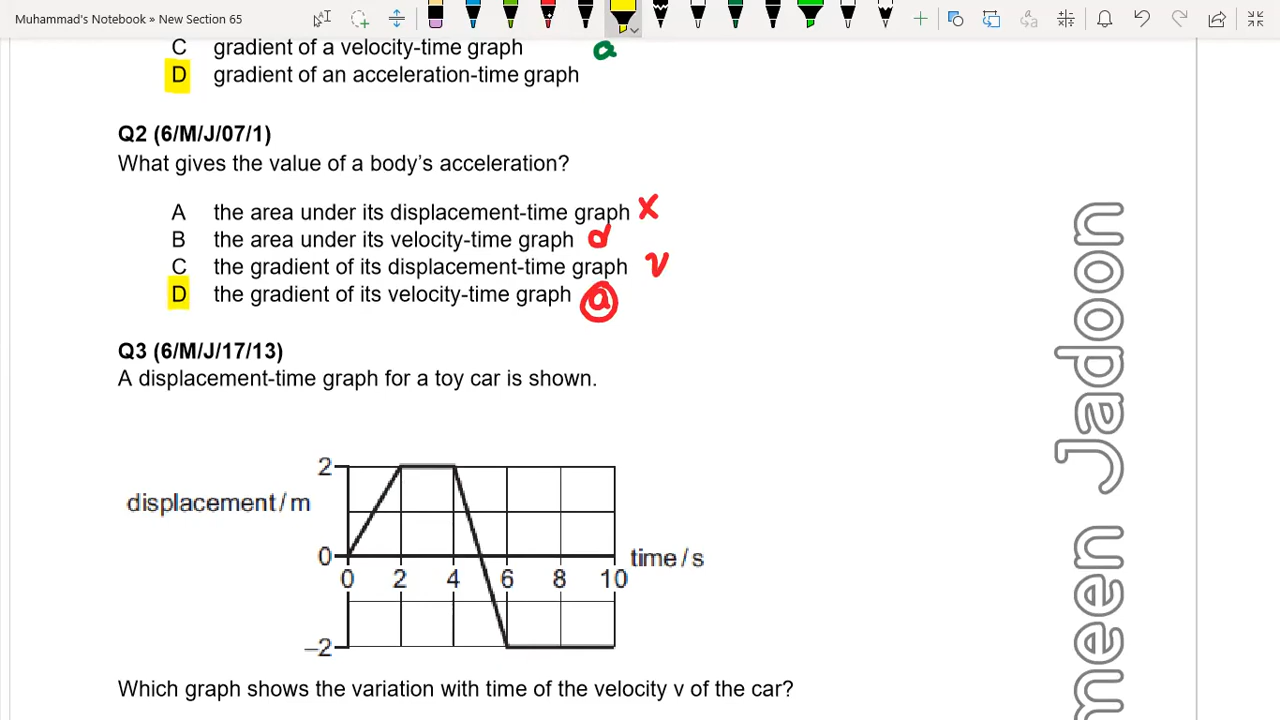 Muhammad's Notebook » New Section 65
C gradient of a velocity-time graph a
D gradient of an acceleration-time graph
Q2 (6/M/J/07/1)
What gives the value of a body’s acceleration?
A the area under its displacement-time graph x
B the area under its velocity-time graph d
C the gradient of its displacement-time graph v
D the gradient of its velocity-time graph a
Q3 (6/M/J/17/13)
A displacement-time graph for a toy car is shown.
2
displacement/m
0
time/s
0 2 4 6 8 10
–2
Which graph shows the variation with time of the velocity v of the car?
meen Jadoon